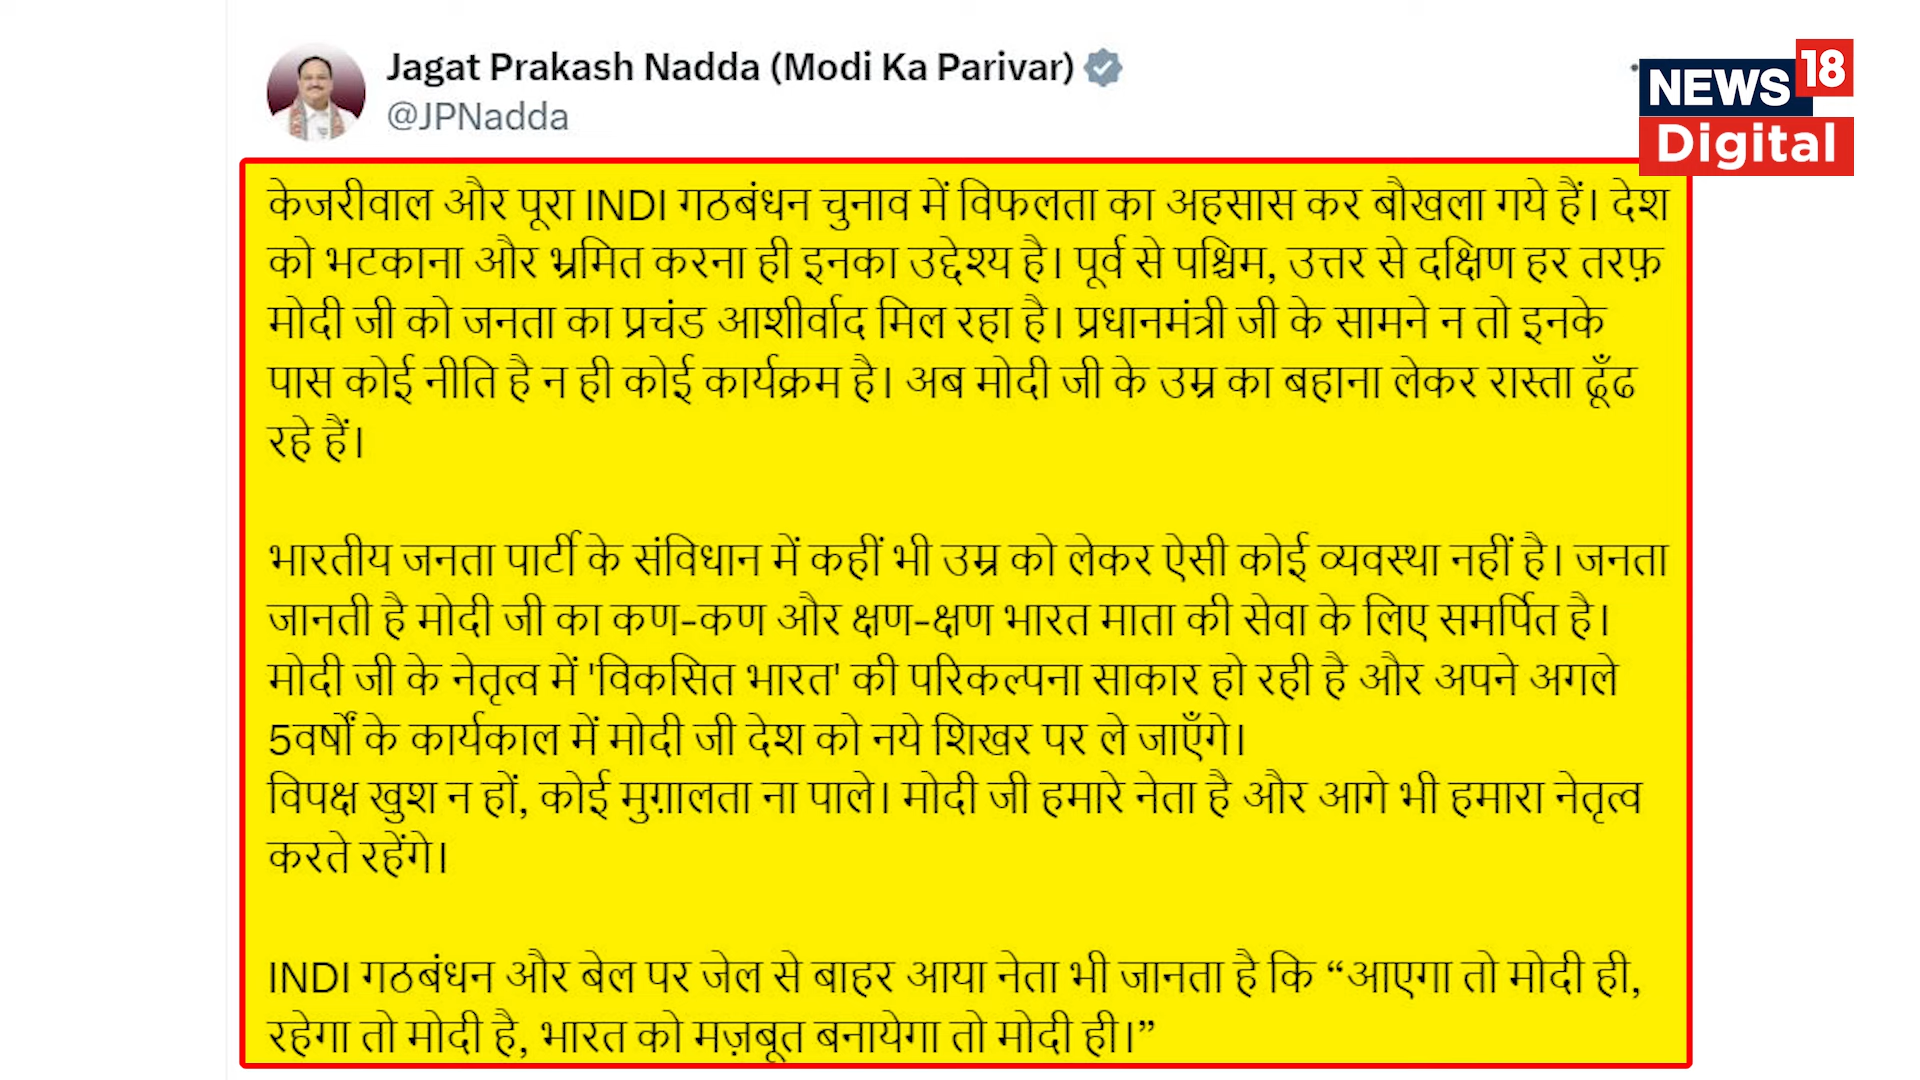 Jagat Prakash Nadda (Modi Ka Parivar)
@JPNadda
NEWS 18
Digital
केजरीवाल और पूरा INDI गठबंधन चुनाव में विफलता का अहसास कर बौखला गये हैं। देश
को भटकाना और भ्रमित करना ही इनका उद्देश्य है। पूर्व से पश्चिम, उत्तर से दक्षिण हर तरफ़
मोदी जी को जनता का प्रचंड आशीर्वाद मिल रहा है। प्रधानमंत्री जी के सामने न तो इनके
पास कोई नीति है न ही कोई कार्यक्रम है। अब मोदी जी के उम्र का बहाना लेकर रास्ता ढूँढ
रहे हैं।
भारतीय जनता पार्टी के संविधान में कहीं भी उम्र को लेकर ऐसी कोई व्यवस्था नहीं है। जनता
जानती है मोदी जी का कण-कण और क्षण-क्षण भारत माता की सेवा के लिए समर्पित है।
मोदी जी के नेतृत्व में 'विकसित भारत' की परिकल्पना साकार हो रही है और अपने अगले
5वर्षों के कार्यकाल में मोदी जी देश को नये शिखर पर ले जाएँगे।
विपक्ष खुश न हों, कोई मुग़ालता ना पाले। मोदी जी हमारे नेता है और आगे भी हमारा नेतृत्व
करते रहेंगे।
INDI गठबंधन और बेल पर जेल से बाहर आया नेता भी जानता है कि “आएगा तो मोदी ही,
रहेगा तो मोदी है, भारत को मज़बूत बनायेगा तो मोदी ही।”